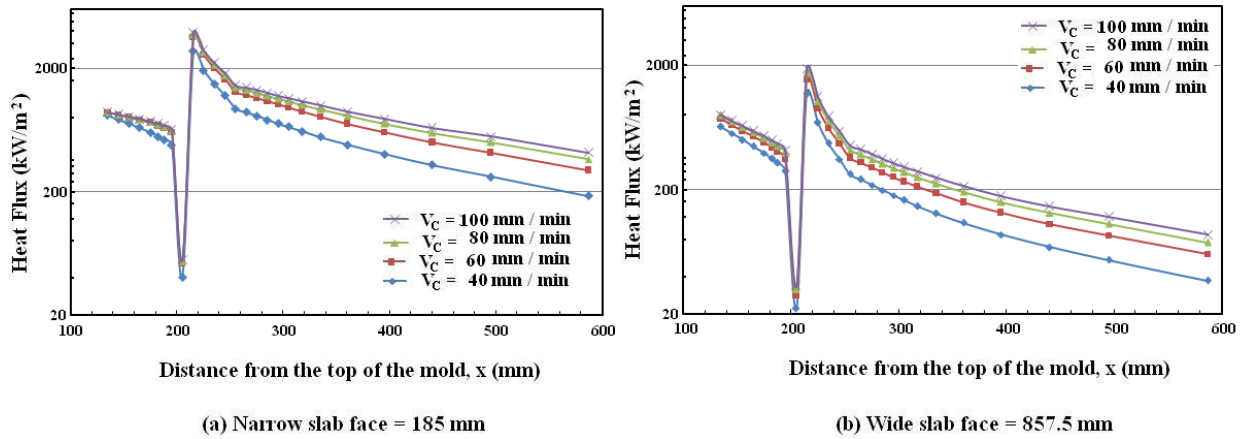 Heat Flux (kW/m²)
2000
200
20
100
200
300
400
500
600
V_C = 100 mm / min
V_C = 80 mm / min
V_C = 60 mm / min
V_C = 40 mm / min
Distance from the top of the mold, x (mm)
(a) Narrow slab face = 185 mm
Heat Flux (kW/m²)
2000
200
20
100
200
300
400
500
600
V_C = 100 mm / min
V_C = 80 mm / min
V_C = 60 mm / min
V_C = 40 mm / min
Distance from the top of the mold, x (mm)
(b) Wide slab face = 857.5 mm